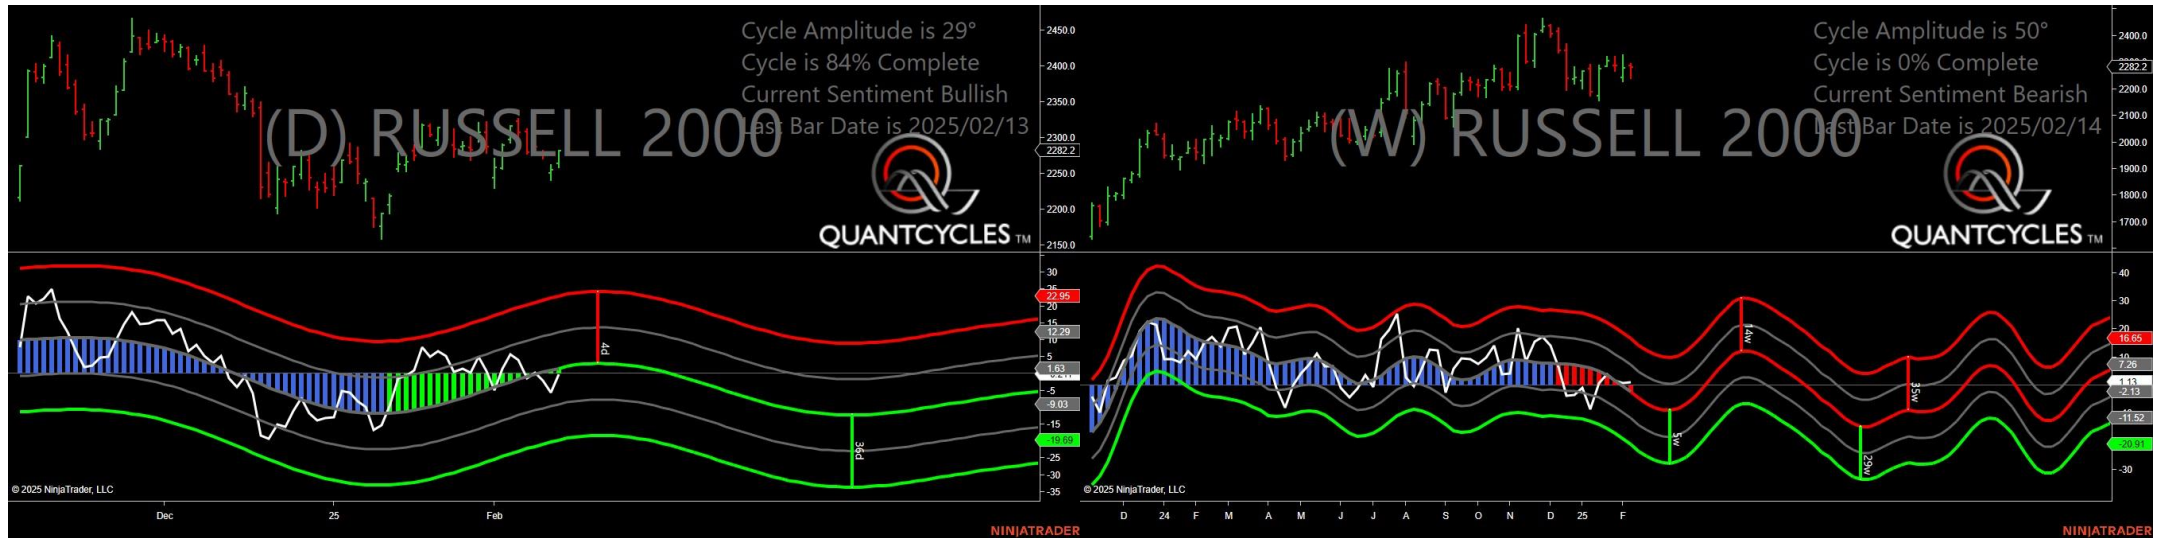 Cycle Amplitude is 29°
Cycle is 84% Complete
Current Sentiment Bullish
Last Bar Date is 2025/02/13
(D) RUSSELL 2000
QUANTCYCLES TM
2450.0
2400.0
2350.0
2300.0
2282.2
2250.0
2200.0
2150.0
30
25
22.95
20
15
12.29
10
5
1.63
-5
-9.03
-15
-19.69
-25
-30
-35
4d
36d
© 2025 NinjaTrader, LLC
Dec
25
Feb
NINJATRADER
Cycle Amplitude is 50°
Cycle is 0% Complete
Current Sentiment Bearish
Last Bar Date is 2025/02/14
(W) RUSSELL 2000
QUANTCYCLES TM
2400.0
2282.2
2200.0
2100.0
2000.0
1900.0
1800.0
1700.0
40
30
20
16.65
10
7.26
1.13
-2.13
-11.52
-20.91
-30
14w
35w
5w
29w
© 2025 NinjaTrader, LLC
D 24 F M A M J J A S O N D 25 F
NINJATRADER